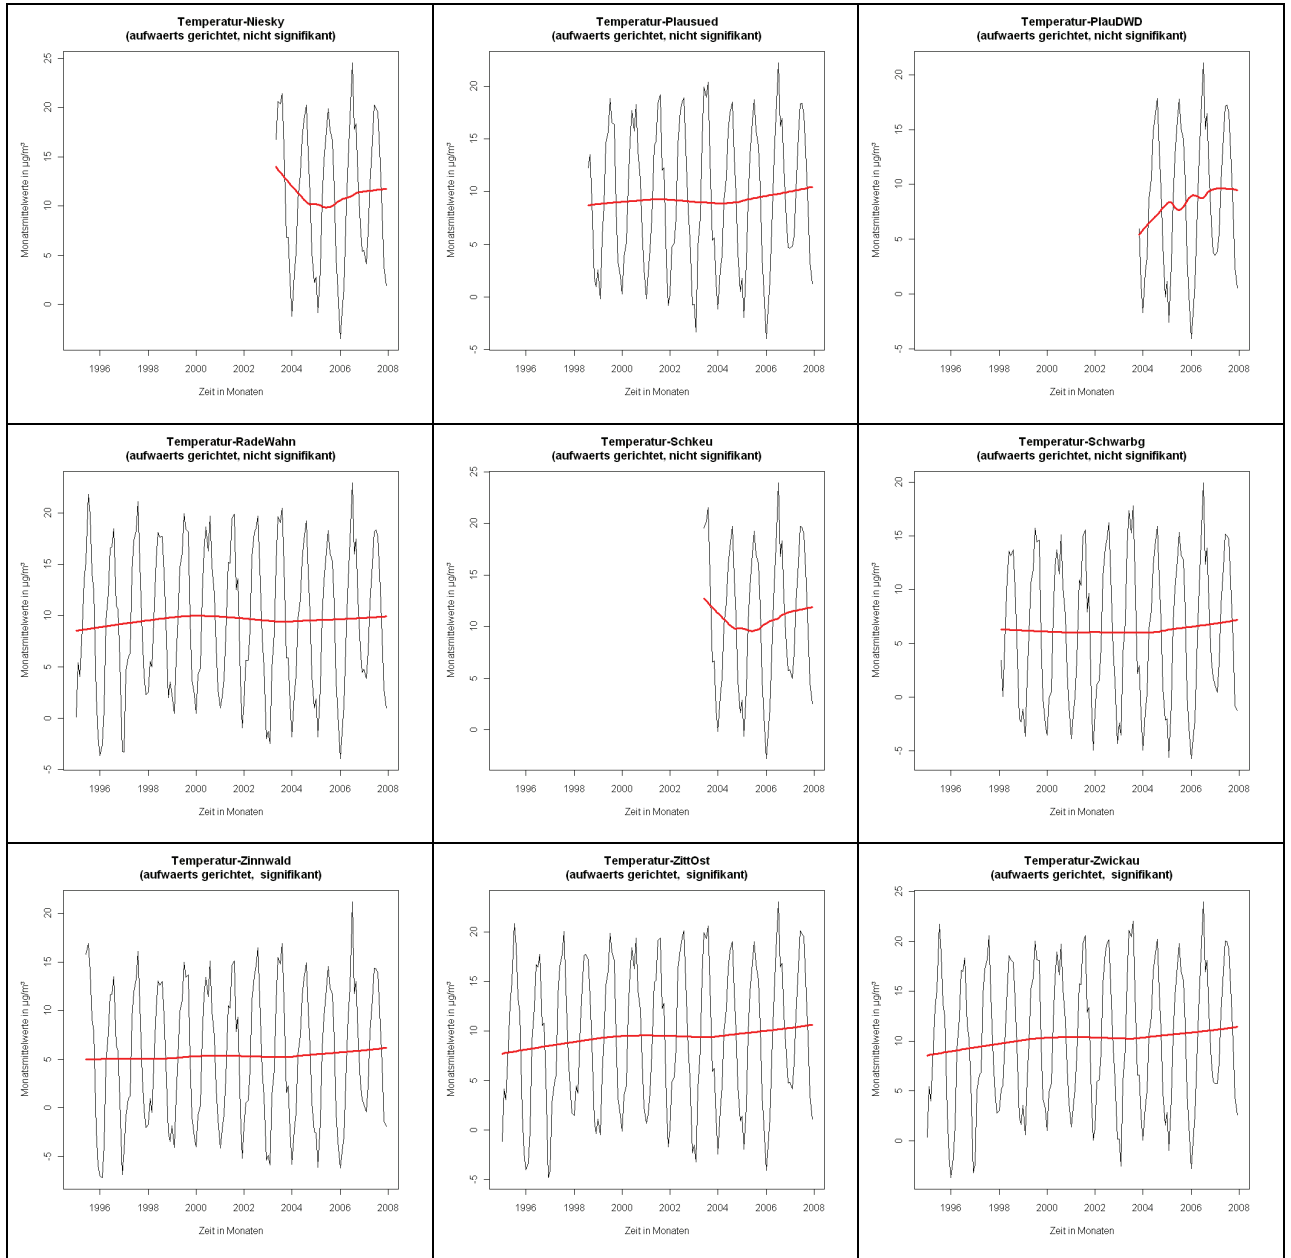 Temperatur-Niesky
(aufwaerts gerichtet, nicht signifikant)
Monatsmittelwerte in µg/m³
25
20
15
10
5
0
1996 1998 2000 2002 2004 2006 2008
Zeit in Monaten
Temperatur-Plausued
(aufwaerts gerichtet, nicht signifikant)
Monatsmittelwerte in µg/m³
20
15
10
5
0
-5
1996 1998 2000 2002 2004 2006 2008
Zeit in Monaten
Temperatur-PlauDWD
(aufwaerts gerichtet, nicht signifikant)
Monatsmittelwerte in µg/m³
20
15
10
5
0
-5
1996 1998 2000 2002 2004 2006 2008
Zeit in Monaten
Temperatur-RadeWahn
(aufwaerts gerichtet, nicht signifikant)
Monatsmittelwerte in µg/m³
20
15
10
5
0
-5
1996 1998 2000 2002 2004 2006 2008
Zeit in Monaten
Temperatur-Schkeu
(aufwaerts gerichtet, nicht signifikant)
Monatsmittelwerte in µg/m³
25
20
15
10
5
0
1996 1998 2000 2002 2004 2006 2008
Zeit in Monaten
Temperatur-Schwarbg
(aufwaerts gerichtet, nicht signifikant)
Monatsmittelwerte in µg/m³
20
15
10
5
0
-5
1996 1998 2000 2002 2004 2006 2008
Zeit in Monaten
Temperatur-Zinnwald
(aufwaerts gerichtet, signifikant)
Monatsmittelwerte in µg/m³
20
15
10
5
0
-5
1996 1998 2000 2002 2004 2006 2008
Zeit in Monaten
Temperatur-ZittOst
(aufwaerts gerichtet, signifikant)
Monatsmittelwerte in µg/m³
20
15
10
5
0
-5
1996 1998 2000 2002 2004 2006 2008
Zeit in Monaten
Temperatur-Zwickau
(aufwaerts gerichtet, signifikant)
Monatsmittelwerte in µg/m³
25
20
15
10
5
0
1996 1998 2000 2002 2004 2006 2008
Zeit in Monaten